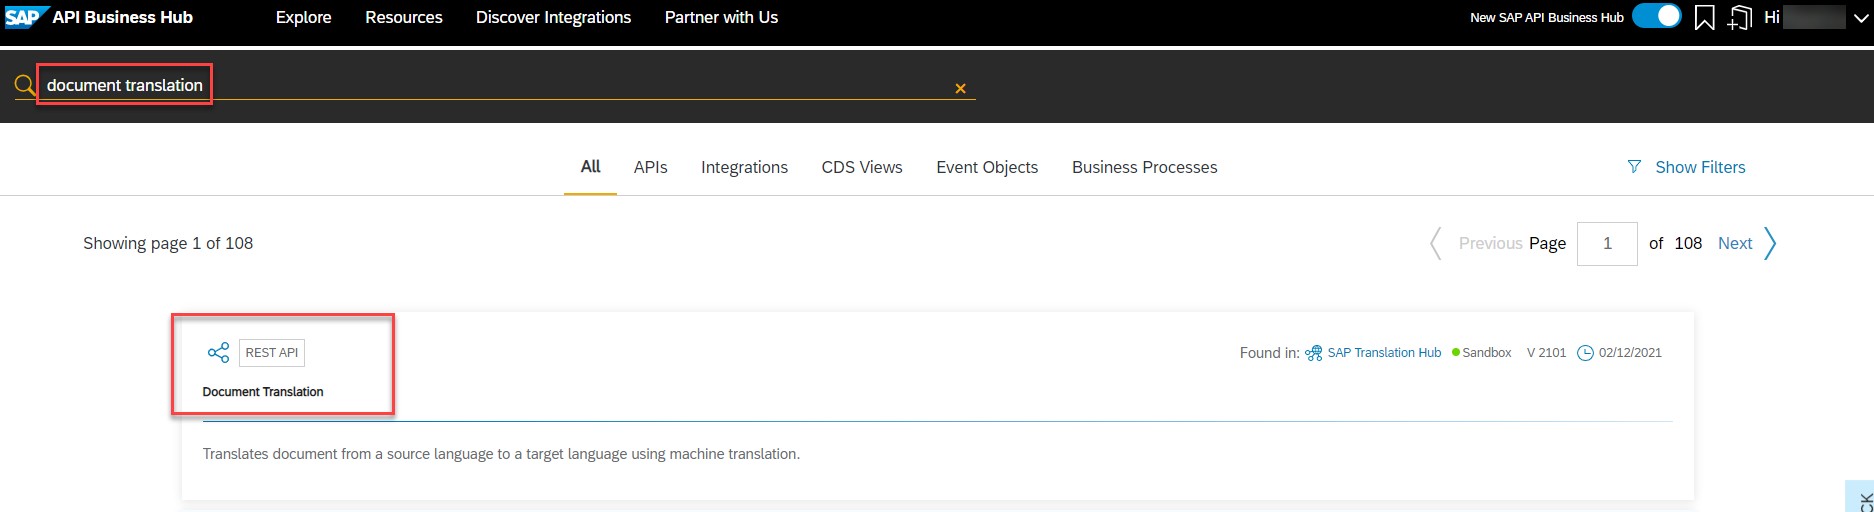 SAP API Business Hub Explore Resources Discover Integrations Partner with Us New SAP API Business Hub Hi
document translation ×
All APIs Integrations CDS Views Event Objects Business Processes Show Filters
Showing page 1 of 108 Previous Page 1 of 108 Next
REST API Found in: SAP Translation Hub Sandbox V 2101 02/12/2021
Document Translation
Translates document from a source language to a target language using machine translation.
CK